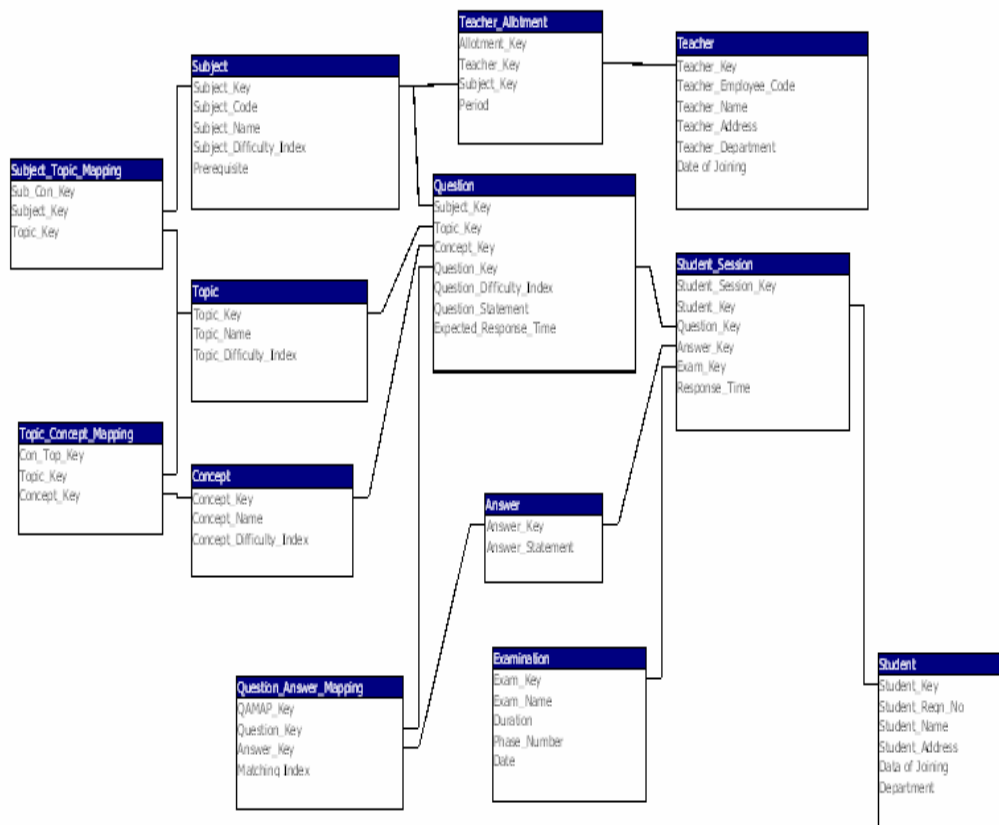 Teacher_Allotment
Allotment_Key
Teacher_Key
Subject_Key
Period
Teacher
Teacher_Key
Teacher_Employee_Code
Teacher_Name
Teacher_Address
Teacher_Department
Date of Joining
Subject
Subject_Key
Subject_Code
Subject_Name
Subject_Difficulty_Index
Prerequisite
Subject_Topic_Mapping
Sub_Con_Key
Subject_Key
Topic_Key
Question
Subject_Key
Topic_Key
Concept_Key
Question_Key
Question_Difficulty_Index
Question_Statement
Expected_Response_Time
Student_Session
Student_Session_Key
Student_Key
Question_Key
Answer_Key
Exam_Key
Response_Time
Topic
Topic_Key
Topic_Name
Topic_Difficulty_Index
Topic_Concept_Mapping
Con_Top_Key
Topic_Key
Concept_Key
Concept
Concept_Key
Concept_Name
Concept_Difficulty_Index
Answer
Answer_Key
Answer_Statement
Question_Answer_Mapping
QAMAP_Key
Question_Key
Answer_Key
Matching Index
Examination
Exam_Key
Exam_Name
Duration
Phase_Number
Date
Student
Student_Key
Student_Regn_No
Student_Name
Student_Address
Data of Joining
Department